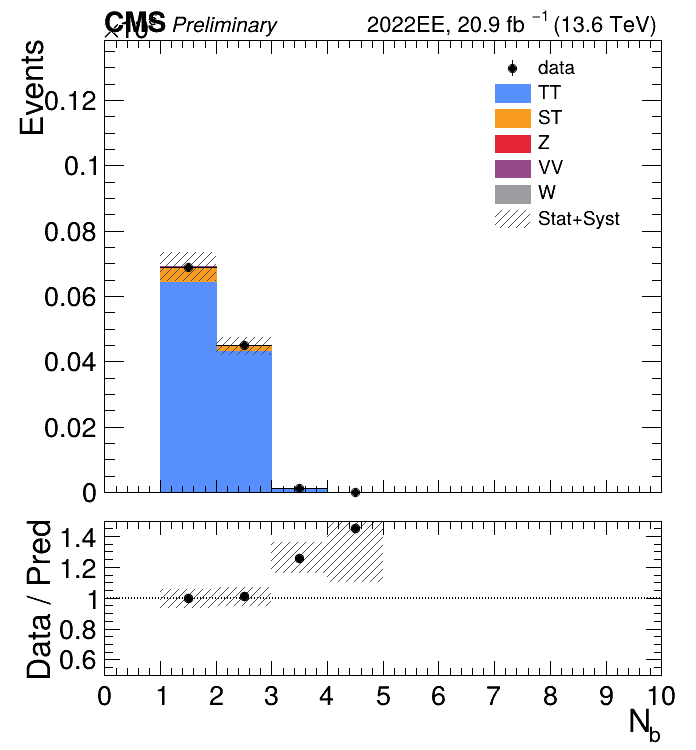 CMS Preliminary 2022EE, 20.9 fb⁻¹ (13.6 TeV)
Events
0.12
0.1
0.08
0.06
0.04
0.02
0
data
TT
ST
Z
VV
W
Stat+Syst
Data / Pred
1.4
1.2
1
0.8
0.6
0 1 2 3 4 5 6 7 8 9 10
N_b